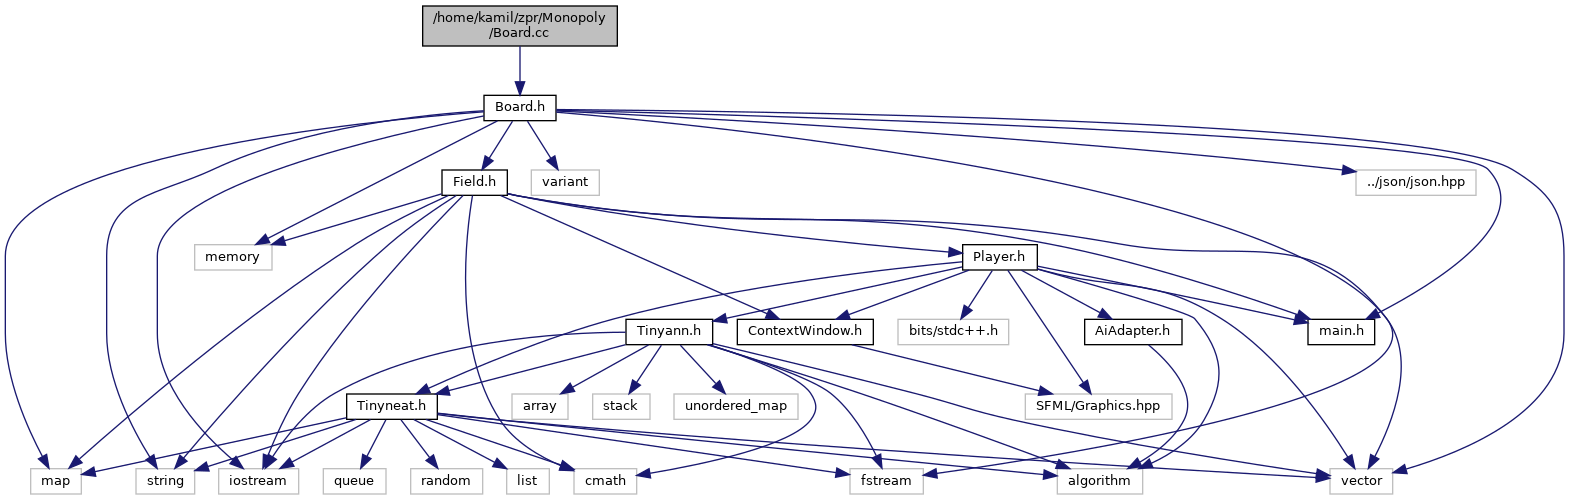 /home/kamil/zpr/Monopoly
/Board.cc
Board.h
Field.h
variant
../json/json.hpp
memory
Player.h
Tinyann.h
ContextWindow.h
bits/stdc++.h
AiAdapter.h
main.h
Tinyneat.h
array
stack
unordered_map
SFML/Graphics.hpp
map
string
iostream
queue
random
list
cmath
fstream
algorithm
vector